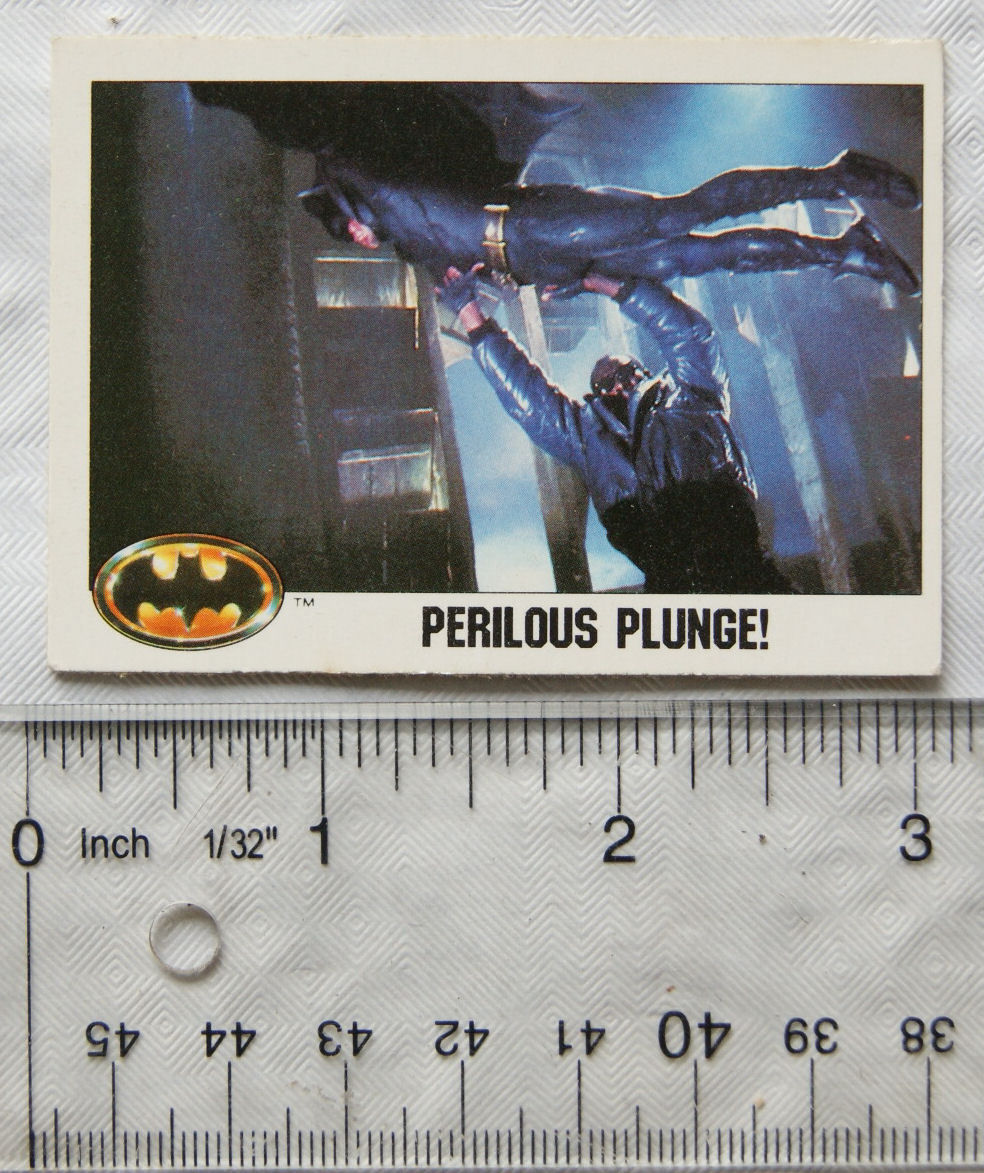 TM
PERILOUS PLUNGE!
0 Inch 1/32" 1 2 3
45 44 43 42 41 40 39 38